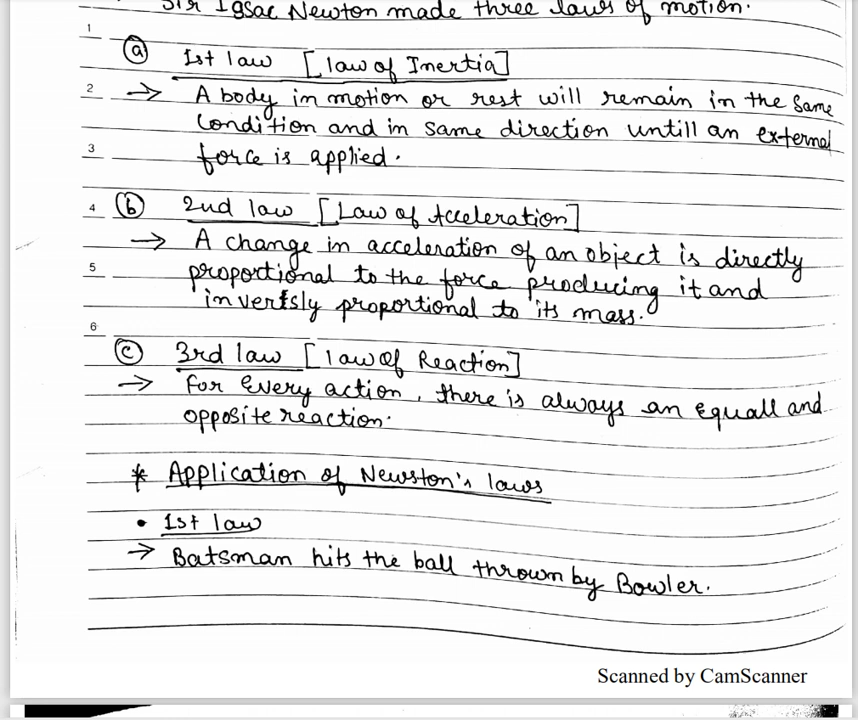 Sir Igsac Newton made three laws of motion.
1
(a) 1st law [law of Inertia]
2 → A body in motion or rest will remain in the same
condition and in same direction untill an external
3 force is applied.
4 (b) 2nd law [Law of Acceleration]
→ A change in acceleration of an object is directly
5 proportional to the force producing it and
inversly proportional to its mass.
6
(c) 3rd law [law of Reaction]
→ for every action, there is always an equall and
opposite reaction.
* Application of Newston's laws
• 1st law
→ Batsman hits the ball thrown by Bowler.
Scanned by CamScanner